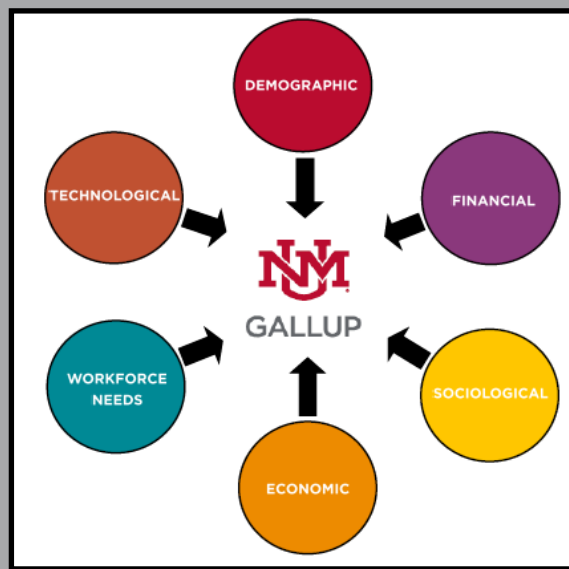 DEMOGRAPHIC
TECHNOLOGICAL
FINANCIAL
UNM
GALLUP
WORKFORCE
NEEDS
SOCIOLOGICAL
ECONOMIC